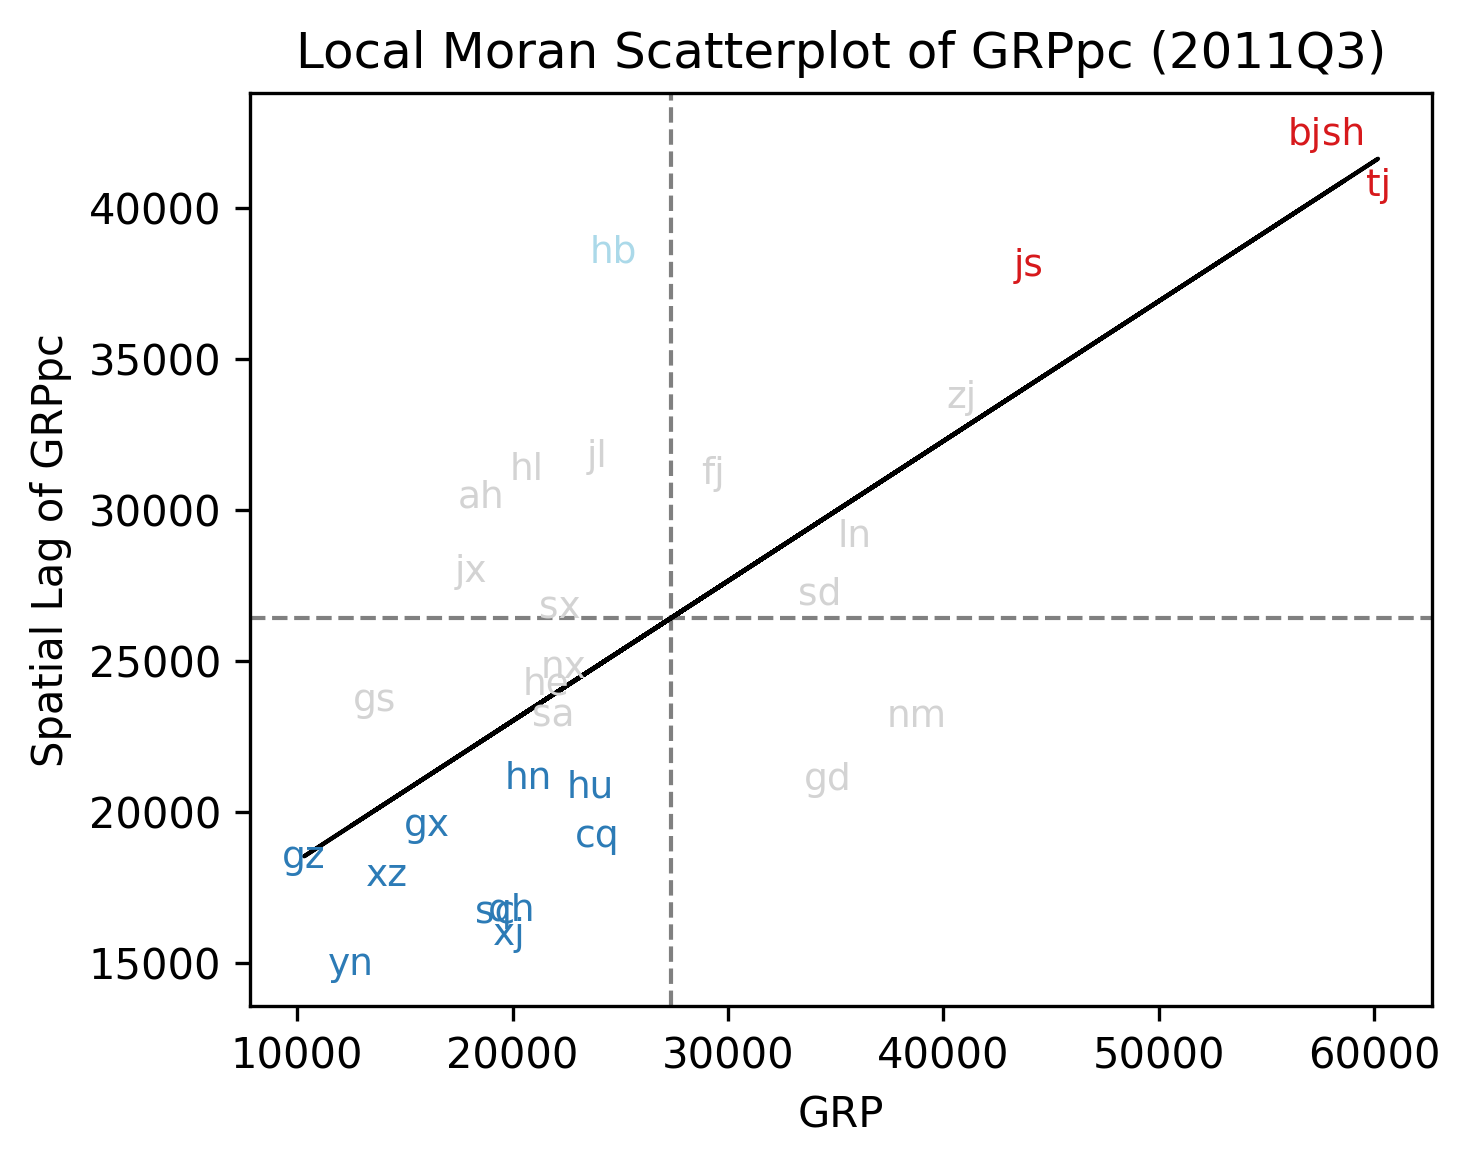 Local Moran Scatterplot of GRPpc (2011Q3)
Spatial Lag of GRPpc
40000
35000
30000
25000
20000
15000
bjsh
tj
hb
js
zj
jl
hl
fj
ah
ln
jx
sd
sx
nx
he
gs
sa
nm
hn
hu
gd
gx
cq
gz
xz
sc
qh
xj
yn
10000 20000 30000 40000 50000 60000
GRP